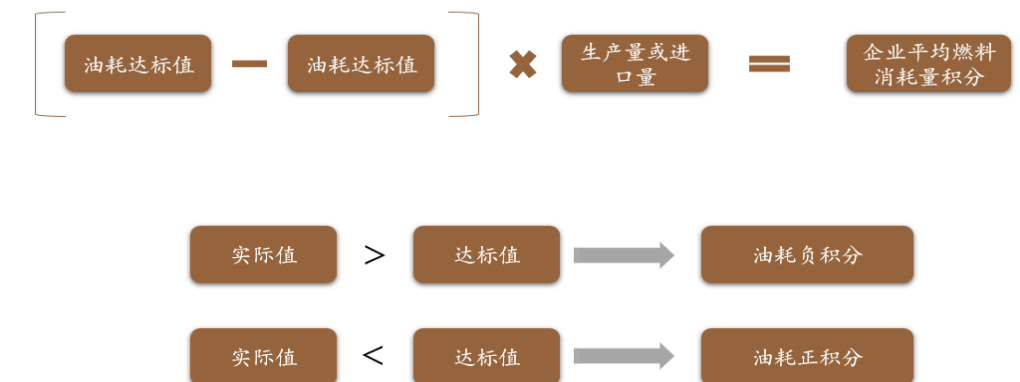 油耗达标值 — 油耗达标值 ✖ 生产量或进口量 = 企业平均燃料消耗量积分
实际值 > 达标值 油耗负积分
实际值 < 达标值 油耗正积分